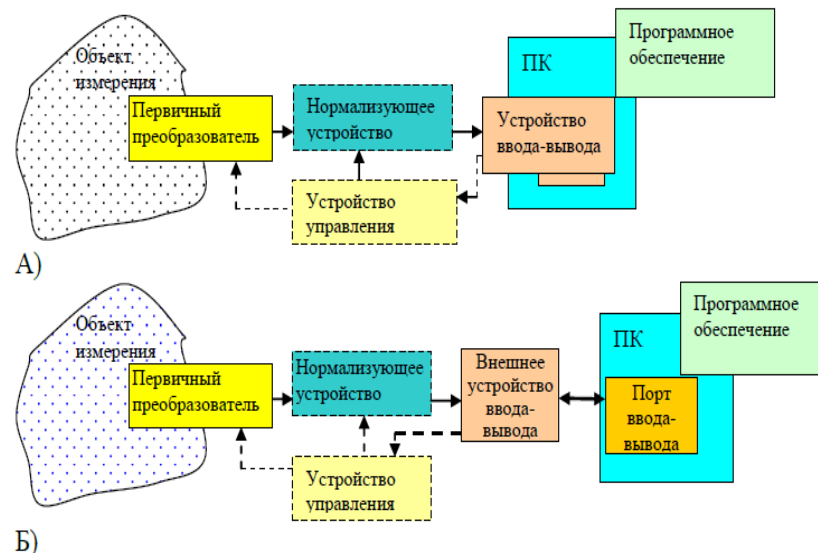 Объект
измерения
Первичный
преобразователь
Нормализующее
устройство
Устройство
управления
ПК
Устройство
ввода-вывода
Программное
обеспечение
А)
Объект
измерения
Первичный
преобразователь
Нормализующее
устройство
Устройство
управления
Внешнее
устройство
ввода-
вывода
ПК
Порт
ввода-
вывода
Программное
обеспечение
Б)